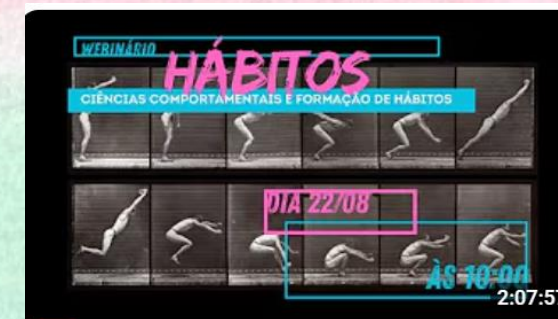 WEBINÁRIO
HÁBITOS
CIÊNCIAS COMPORTAMENTAIS E FORMAÇÃO DE HÁBITOS
DIA 22/08
ÀS 10:00
2:07:57